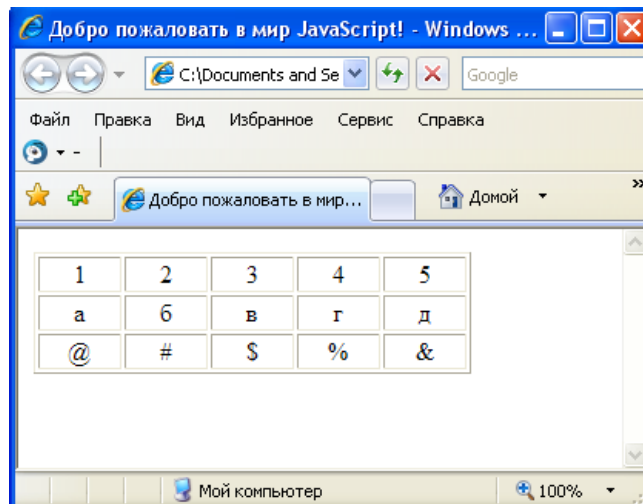 Добро пожаловать в мир JavaScript! - Windows ...
C:\Documents and Se
Google
Файл Правка Вид Избранное Сервис Справка
Добро пожаловать в мир...
Домой
»
1 2 3 4 5
а б в г д
@ # $ % &
Мой компьютер
100%